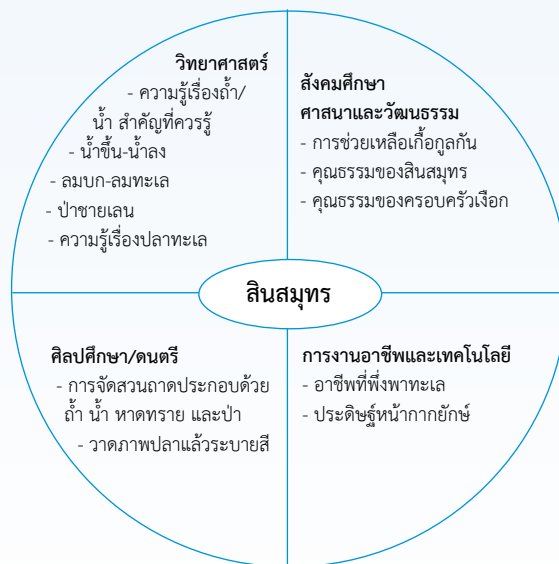 วิทยาศาสตร์
- ความรู้เรื่องถ้ำ/
น้ำ สำคัญที่ควรรู้
- น้ำขึ้น-น้ำลง
- ลมบก-ลมทะเล
- ป่าชายเลน
- ความรู้เรื่องปลาทะเล
สังคมศึกษา
ศาสนาและวัฒนธรรม
- การช่วยเหลือเกื้อกูลกัน
- คุณธรรมของสินสมุทร
- คุณธรรมของครอบครัวเงือก
สินสมุทร
ศิลปศึกษา/ดนตรี
- การจัดสวนถาดประกอบด้วย
ถ้ำ น้ำ หาดทราย และป่า
- วาดภาพปลาแล้วระบายสี
การงานอาชีพและเทคโนโลยี
- อาชีพที่พึ่งพาทะเล
- ประดิษฐ์หน้ากากยักษ์